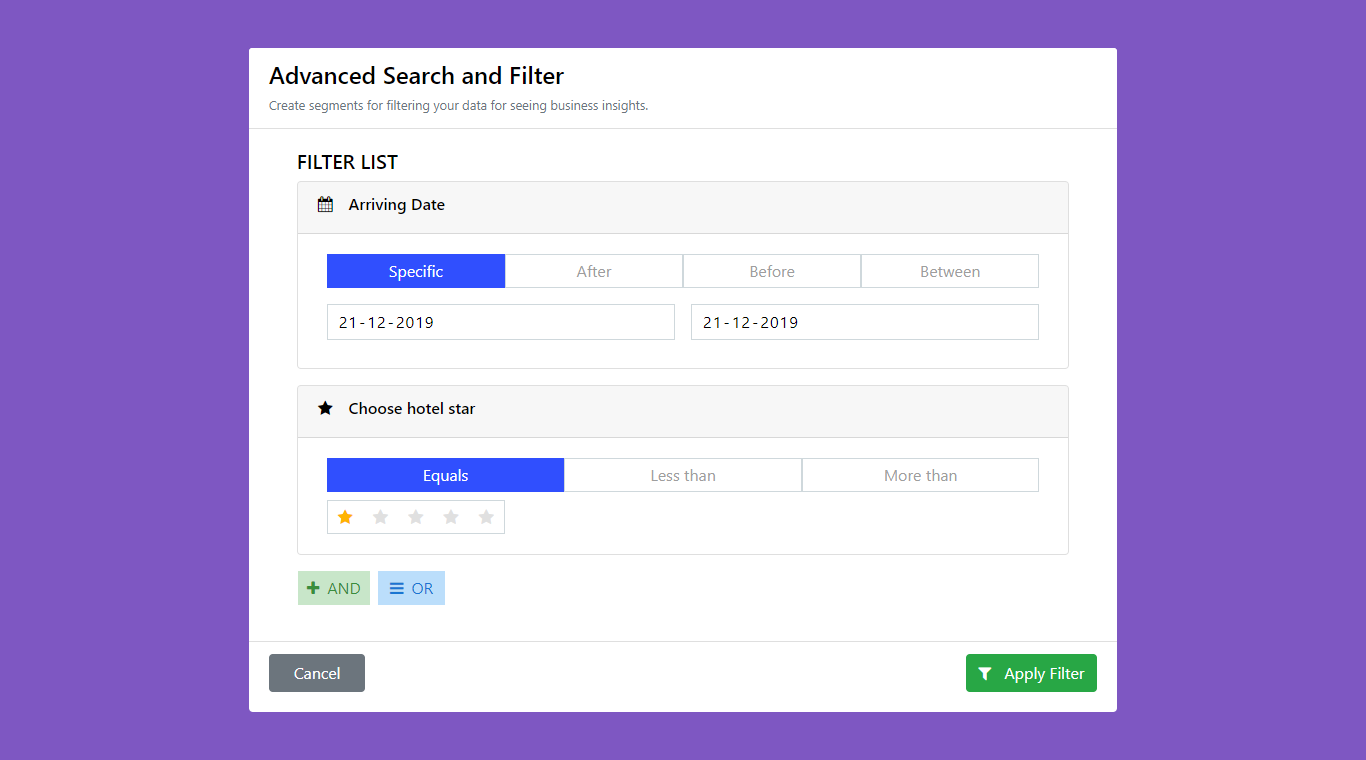 Advanced Search and Filter
Create segments for filtering your data for seeing business insights.
FILTER LIST
Arriving Date
Specific After Before Between
21-12-2019 21-12-2019
Choose hotel star
Equals Less than More than
AND OR
Cancel Apply Filter